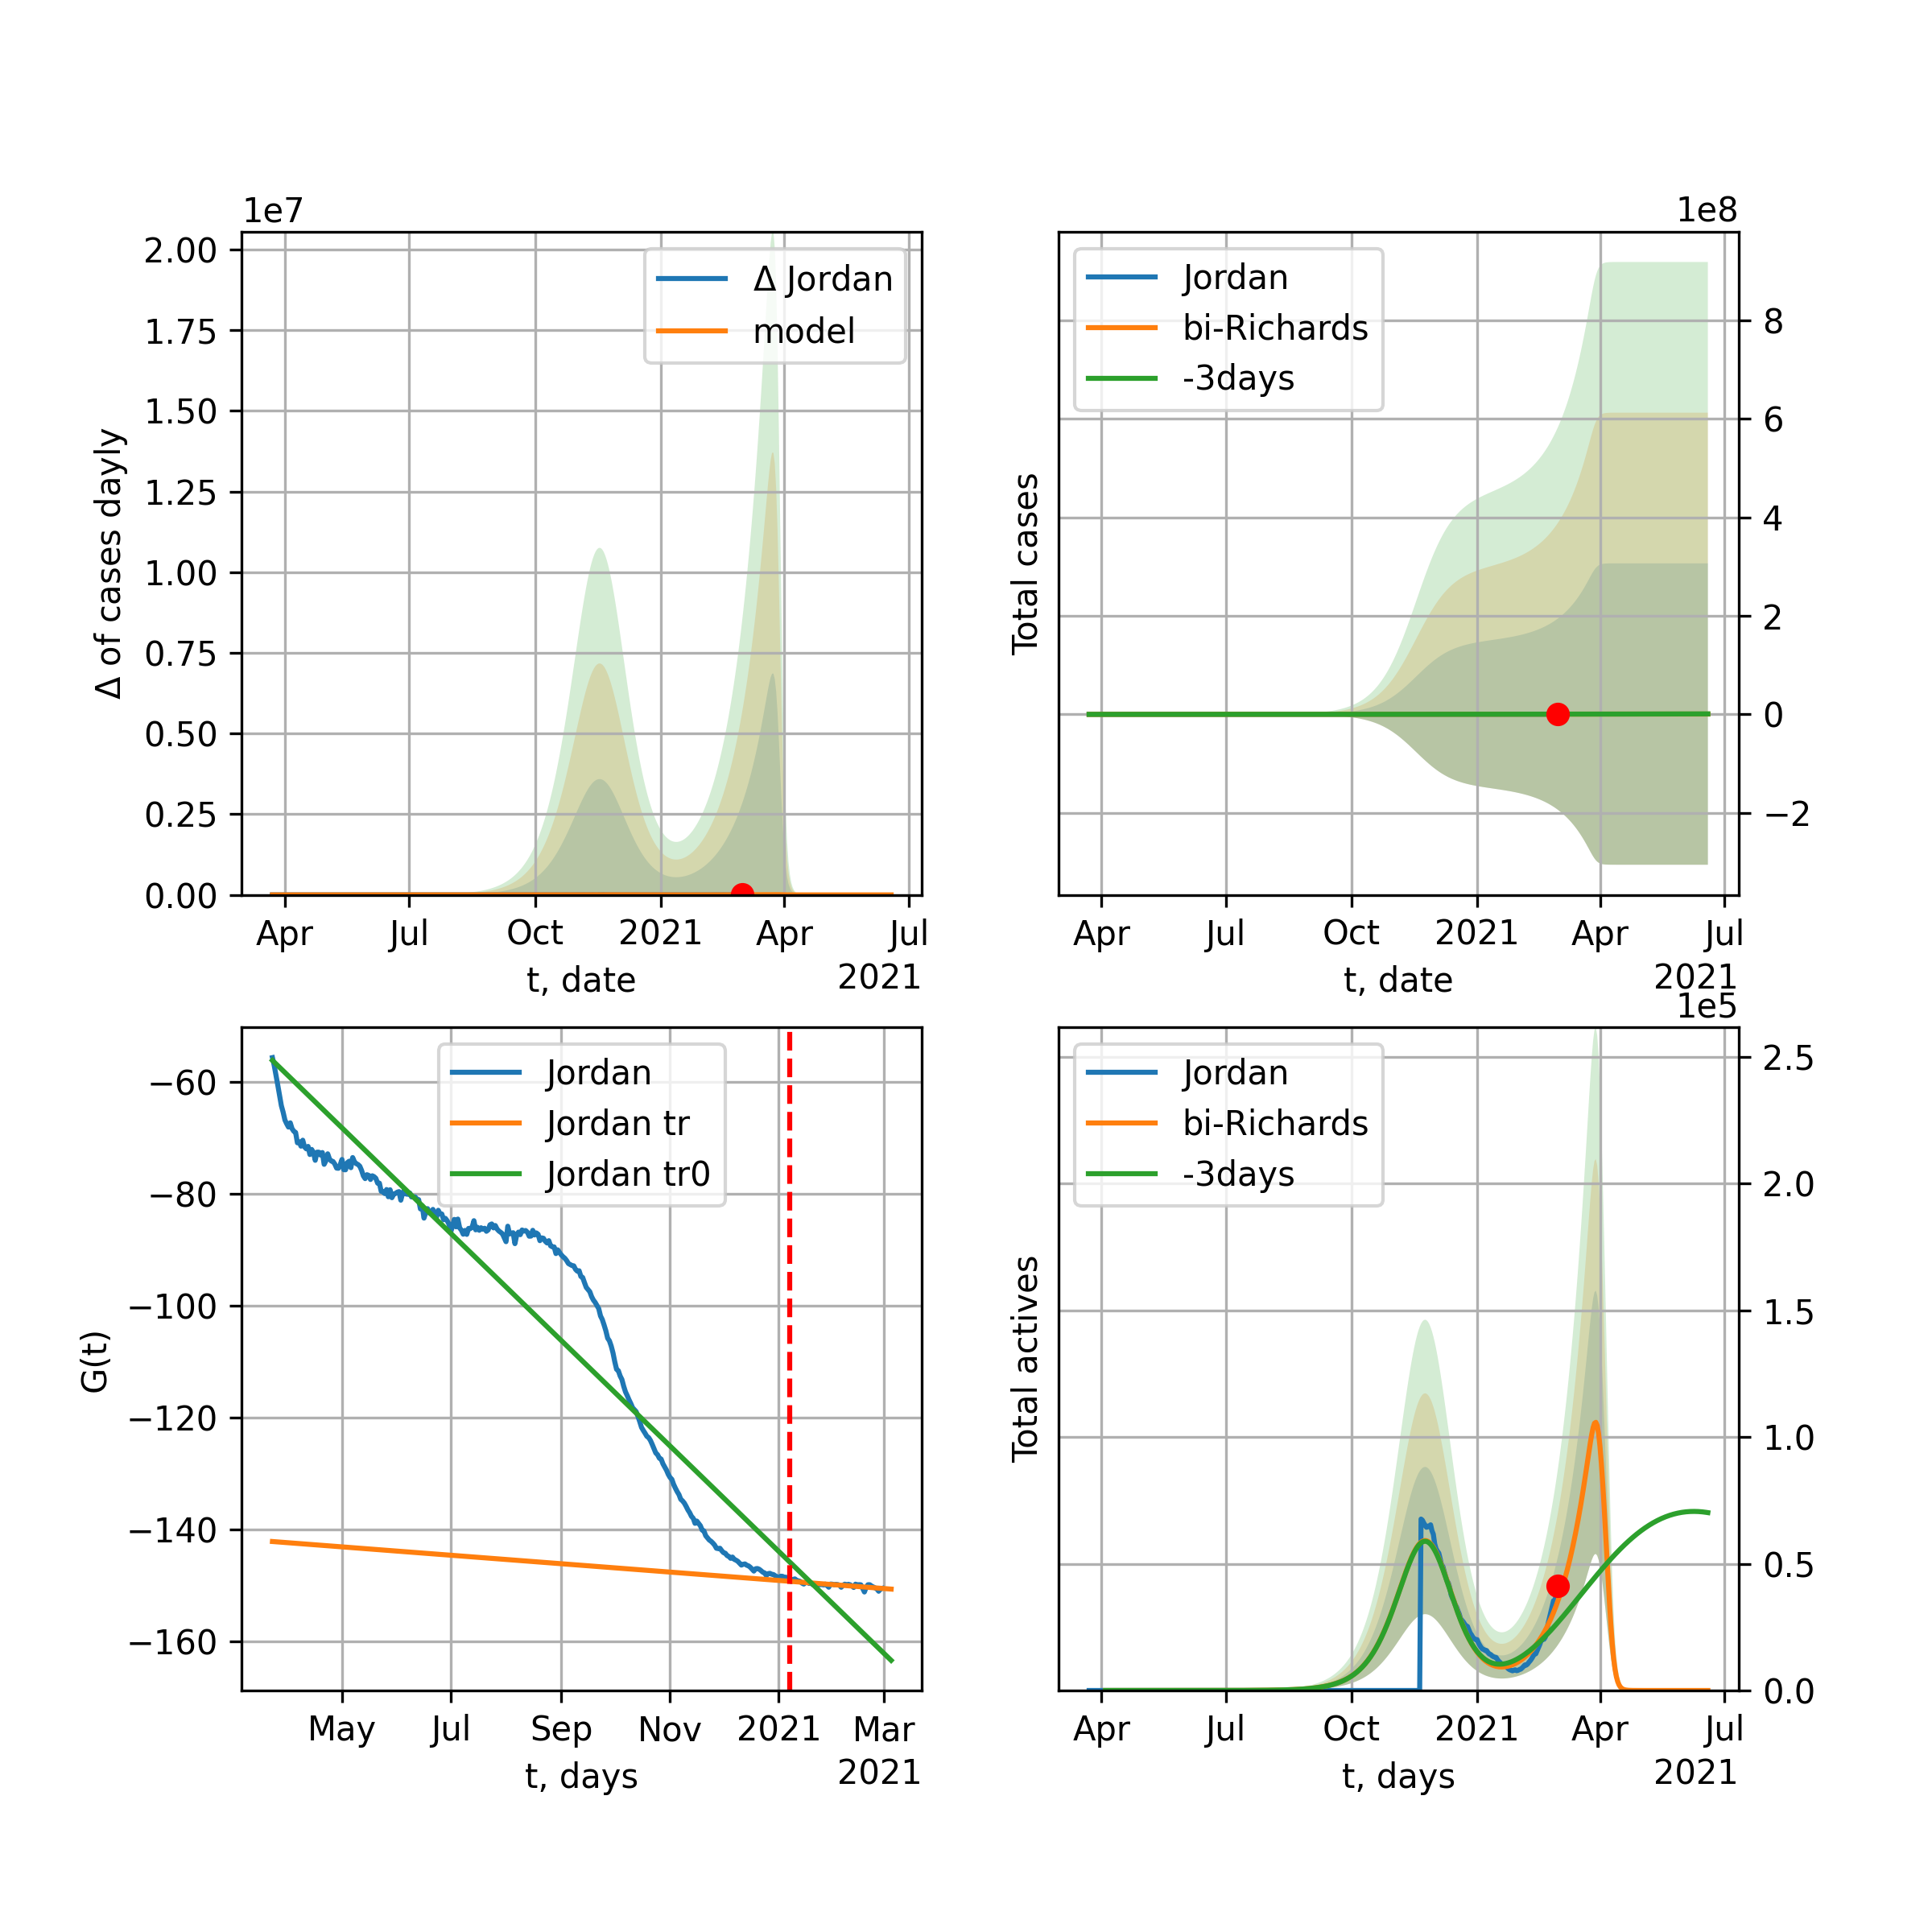 1e7
Δ of cases dayly
2.00
1.75
1.50
1.25
1.00
0.75
0.50
0.25
0.00
Δ Jordan
model
Apr Jul Oct 2021 Apr Jul
t, date
2021
1e8
Total cases
Jordan
bi-Richards
-3days
8
6
4
2
0
−2
Apr Jul Oct 2021 Apr Jul
t, date
2021
G(t)
−60
−80
−100
−120
−140
−160
Jordan
Jordan tr
Jordan tr0
May Jul Sep Nov 2021 Mar
t, days
2021
1e5
Total actives
Jordan
bi-Richards
-3days
2.5
2.0
1.5
1.0
0.5
0.0
Apr Jul Oct 2021 Apr Jul
t, days
2021